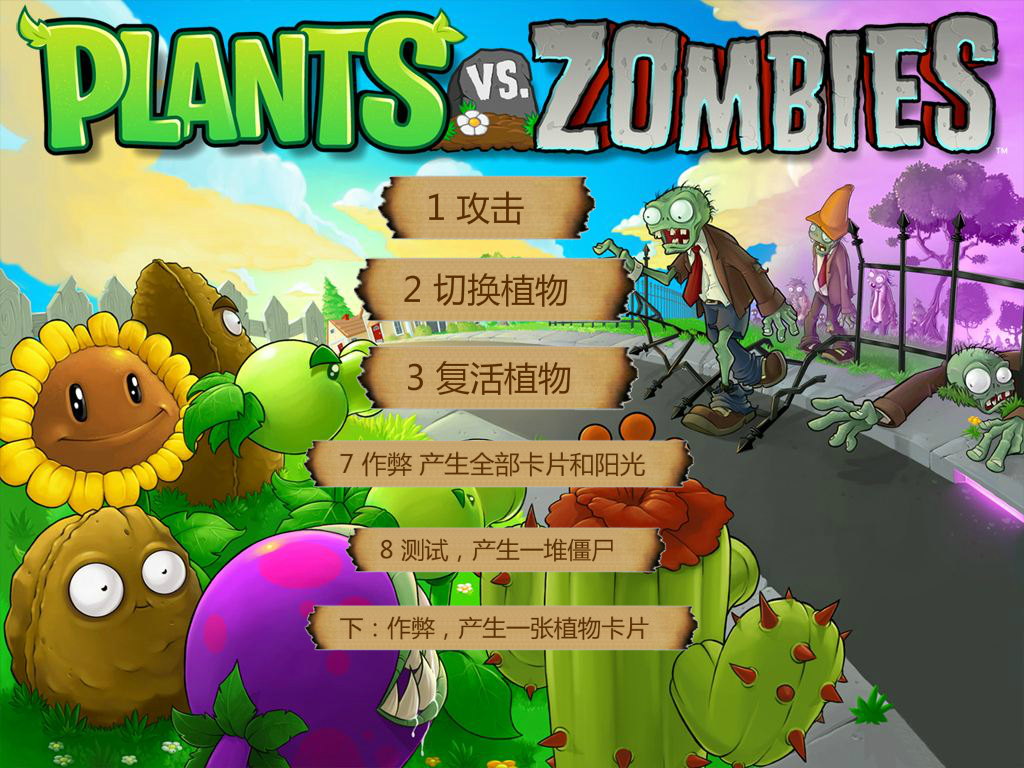 PLANTS VS. ZOMBIES™
1 攻击
2 切换植物
3 复活植物
7 作弊 产生全部卡片和阳光
8 测试，产生一堆僵尸
下：作弊，产生一张植物卡片